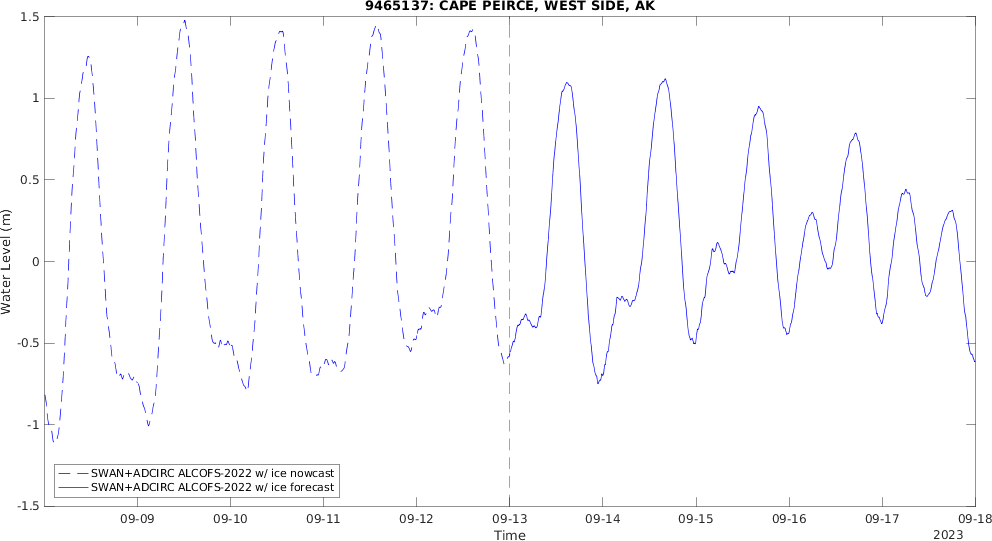 9465137: CAPE PEIRCE, WEST SIDE, AK
1.5
1
0.5
0
-0.5
-1
-1.5
Water Level (m)
SWAN+ADCIRC ALCOFS-2022 w/ ice nowcast
SWAN+ADCIRC ALCOFS-2022 w/ ice forecast
09-09 09-10 09-11 09-12 09-13 09-14 09-15 09-16 09-17 09-18
Time
2023